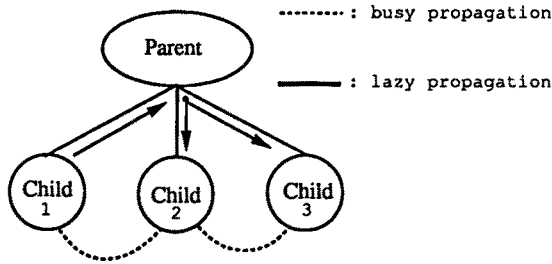 Parent
: busy propagation
: lazy propagation
Child
1
Child
2
Child
3